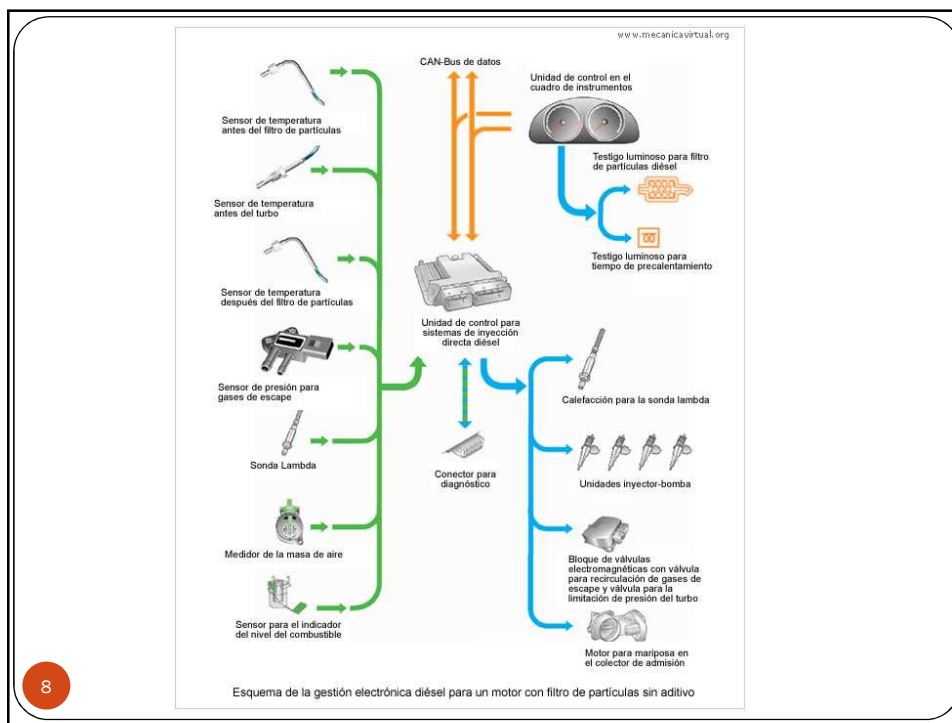 www.mecanicavirtual.org
CAN-Bus de datos
Unidad de control en el
cuadro de instrumentos
Sensor de temperatura
antes del filtro de partículas
Testigo luminoso para filtro
de partículas diésel
Sensor de temperatura
antes del turbo
Testigo luminoso para
tiempo de precalentamiento
Sensor de temperatura
después del filtro de partículas
Unidad de control para
sistemas de inyección
directa diésel
Sensor de presión para
gases de escape
Calefacción para la sonda lambda
Sonda Lambda
Conector para
diagnóstico
Unidades inyector-bomba
Medidor de la masa de aire
Bloque de válvulas
electromagnéticas con válvula
para recirculación de gases de
escape y válvula para la
limitación de presión del turbo
Sensor para el indicador
del nivel del combustible
Motor para mariposa en
el colector de admisión
Esquema de la gestión electrónica diésel para un motor con filtro de partículas sin aditivo
8